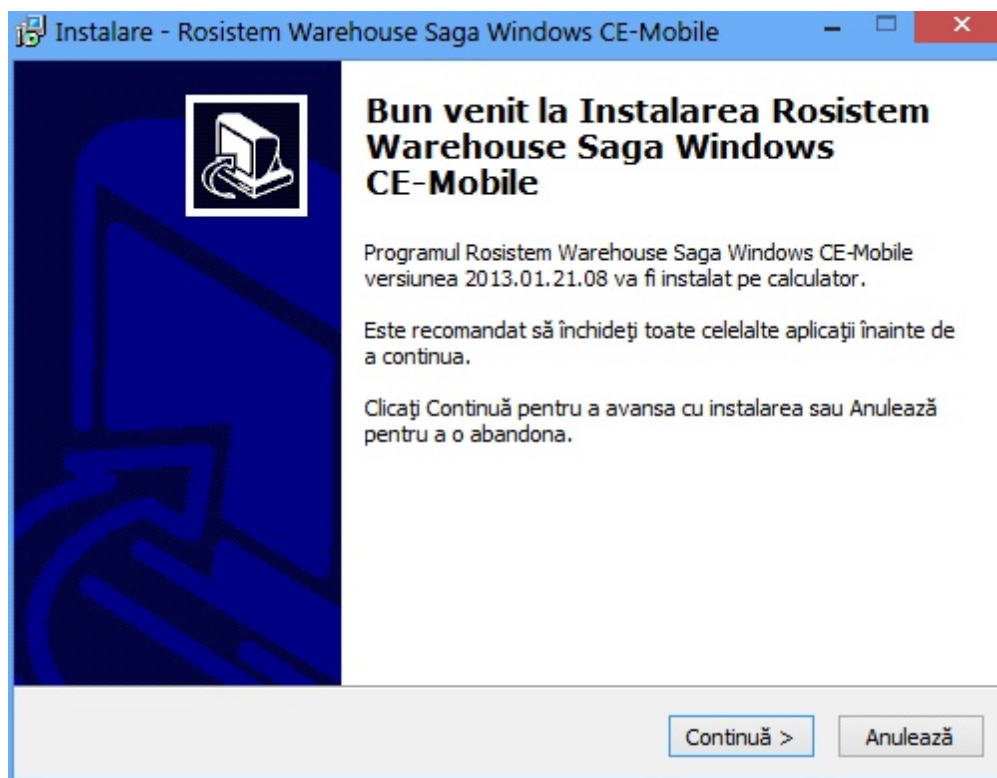 Instalare - Rosistem Warehouse Saga Windows CE-Mobile
Bun venit la Instalarea Rosistem
Warehouse Saga Windows
CE-Mobile
Programul Rosistem Warehouse Saga Windows CE-Mobile
versiunea 2013.01.21.08 va fi instalat pe calculator.
Este recomandat să închideţi toate celelalte aplicaţii înainte de
a continua.
Clicaţi Continuă pentru a avansa cu instalarea sau Anulează
pentru a o abandona.
Continuă >
Anulează